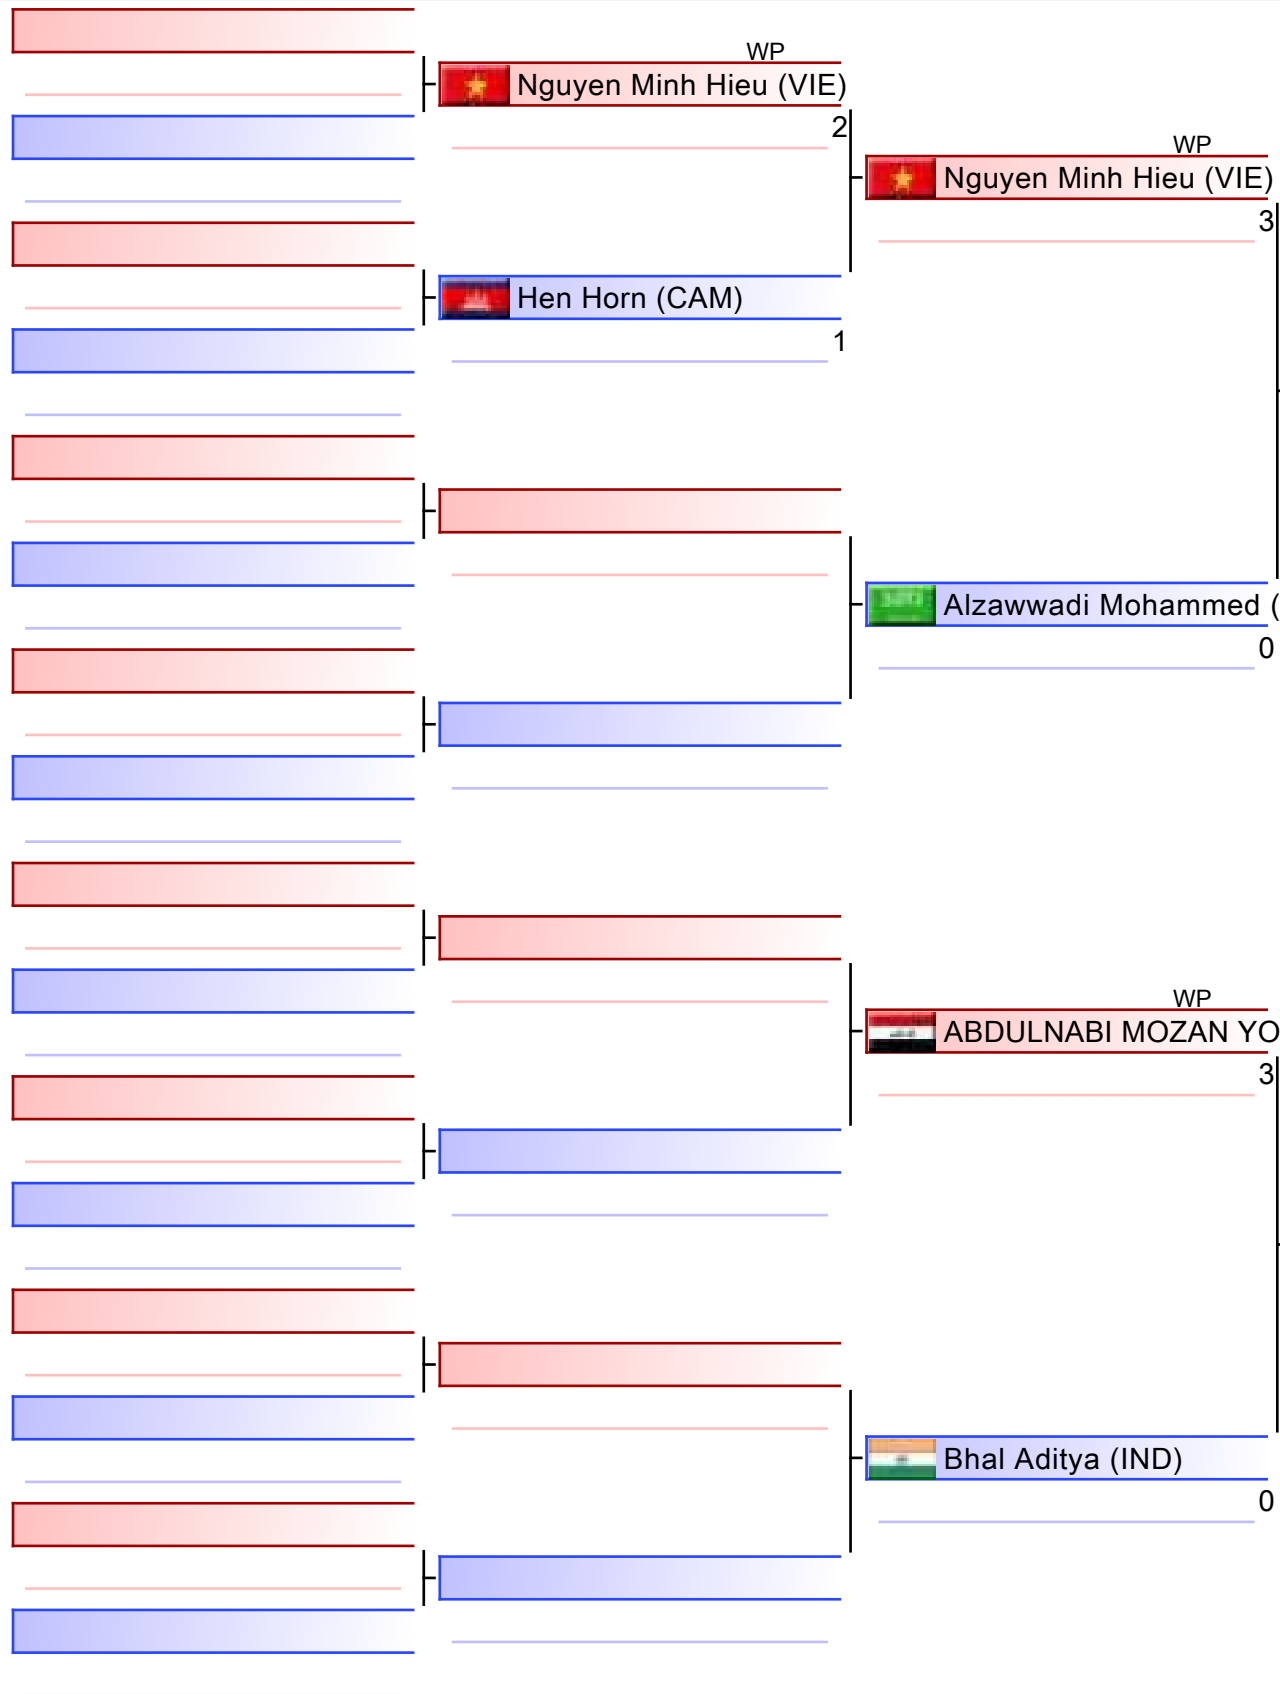 WP
Nguyen Minh Hieu (VIE)
2
WP
Nguyen Minh Hieu (VIE)
3
Hen Horn (CAM)
1
Alzawwadi Mohammed (
0
WP
ABDULNABI MOZAN YO
3
Bhal Aditya (IND)
0